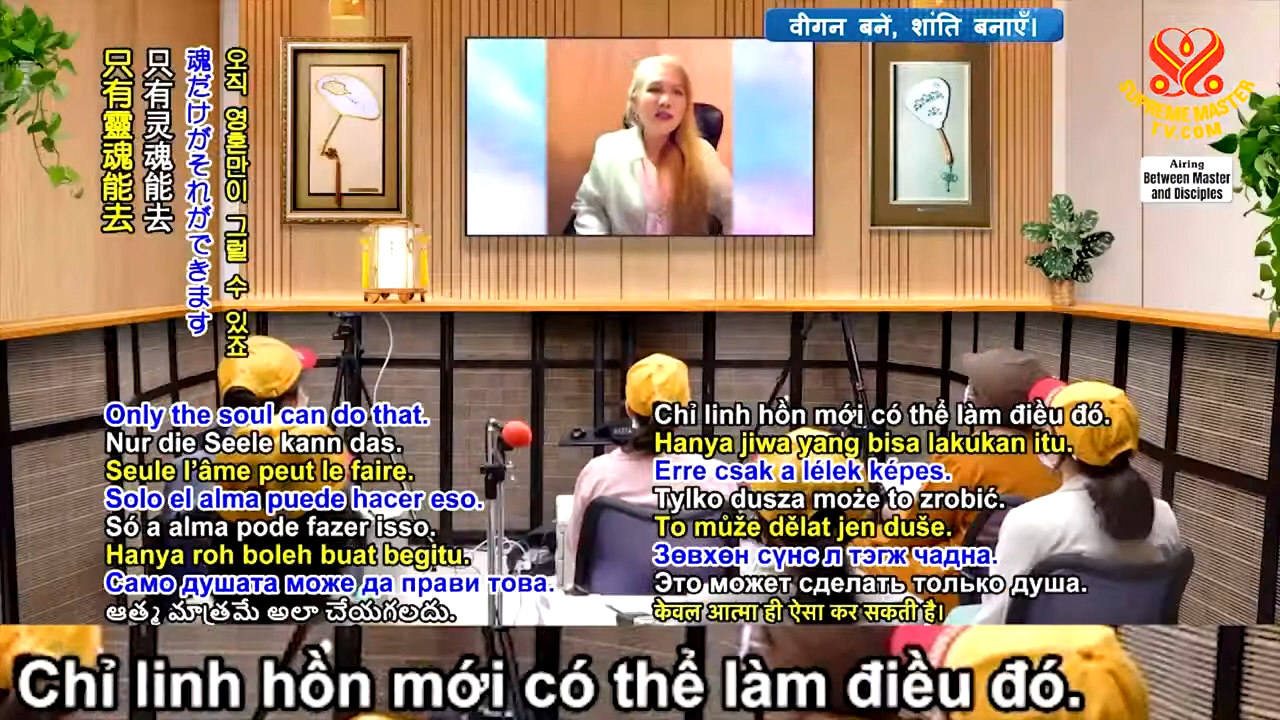 वीगन बनें, शांति बनाएँ।
SUPREME MASTER
TV.COM
Airing
Between Master
and Disciples
오직 영혼만이 그럴 수 있죠
魂だけがそれができます
只有灵魂能去
只有靈魂能去
Only the soul can do that.
Nur die Seele kann das.
Seule l’âme peut le faire.
Solo el alma puede hacer eso.
Só a alma pode fazer isso.
Hanya roh boleh buat begitu.
Само душата може да прави това.
ఆత్మ మాత్రమే అలా చేయగలదు.
Chỉ linh hồn mới có thể làm điều đó.
Hanya jiwa yang bisa lakukan itu.
Erre csak a lélek képes.
Tylko dusza może to zrobić.
To může dělat jen duše.
Зөвхөн сүнс л тэгж чадна.
Это может сделать только душа.
केवल आत्मा ही ऐसा कर सकती है।
Chỉ linh hồn mới có thể làm điều đó.